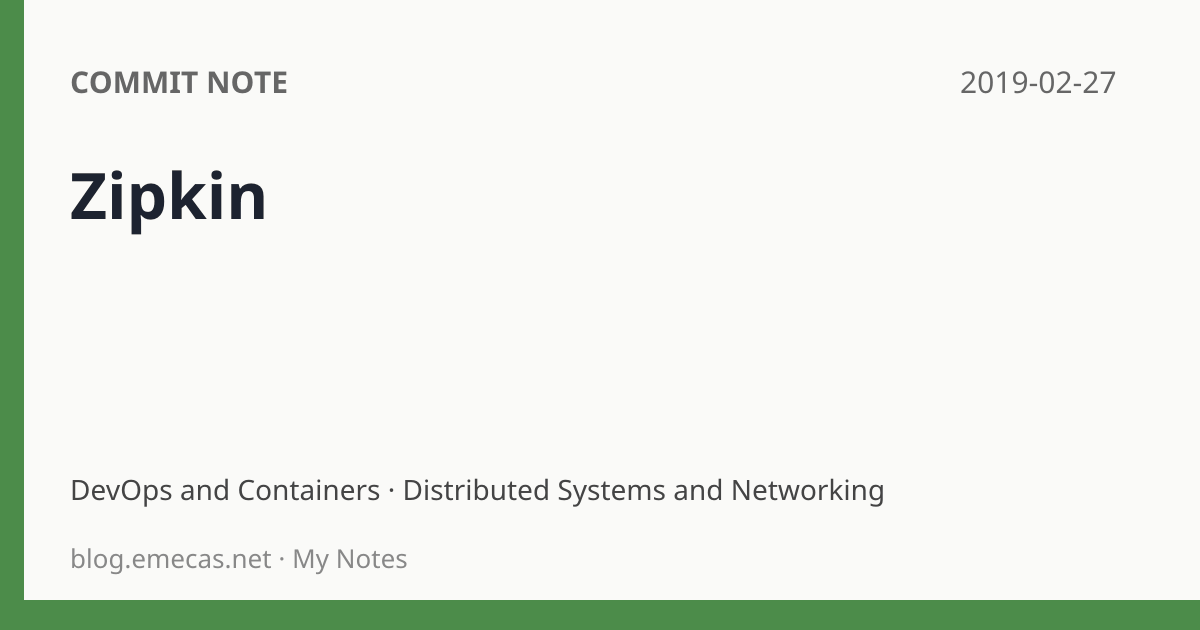 COMMIT NOTE 2019-02-27
Zipkin
DevOps and Containers · Distributed Systems and Networking
blog.emecas.net · My Notes